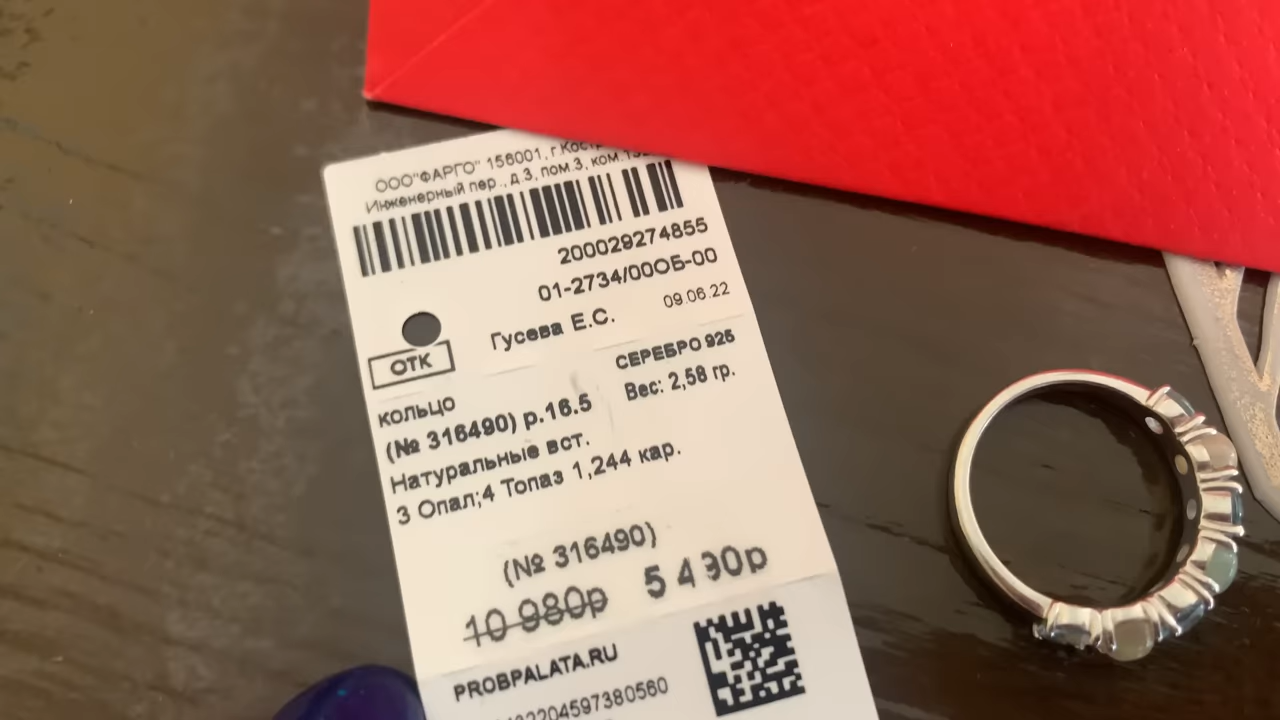 ООО"ФАРГО" 156001, г.
Инженерный пер., д.3, пом.3, ком.
200029274855
01-2734/00ОБ-00
Гусева Е.С. 09.06.22
ОТК
СЕРЕБРО 925
Вес: 2,58 гр.
кольцо
(№ 316490) р.16.5
Натуральные вст.
3 Опал;4 Топаз 1,244 кар.
(№ 316490)
10 980р 5 490р
PROBPALATA.RU